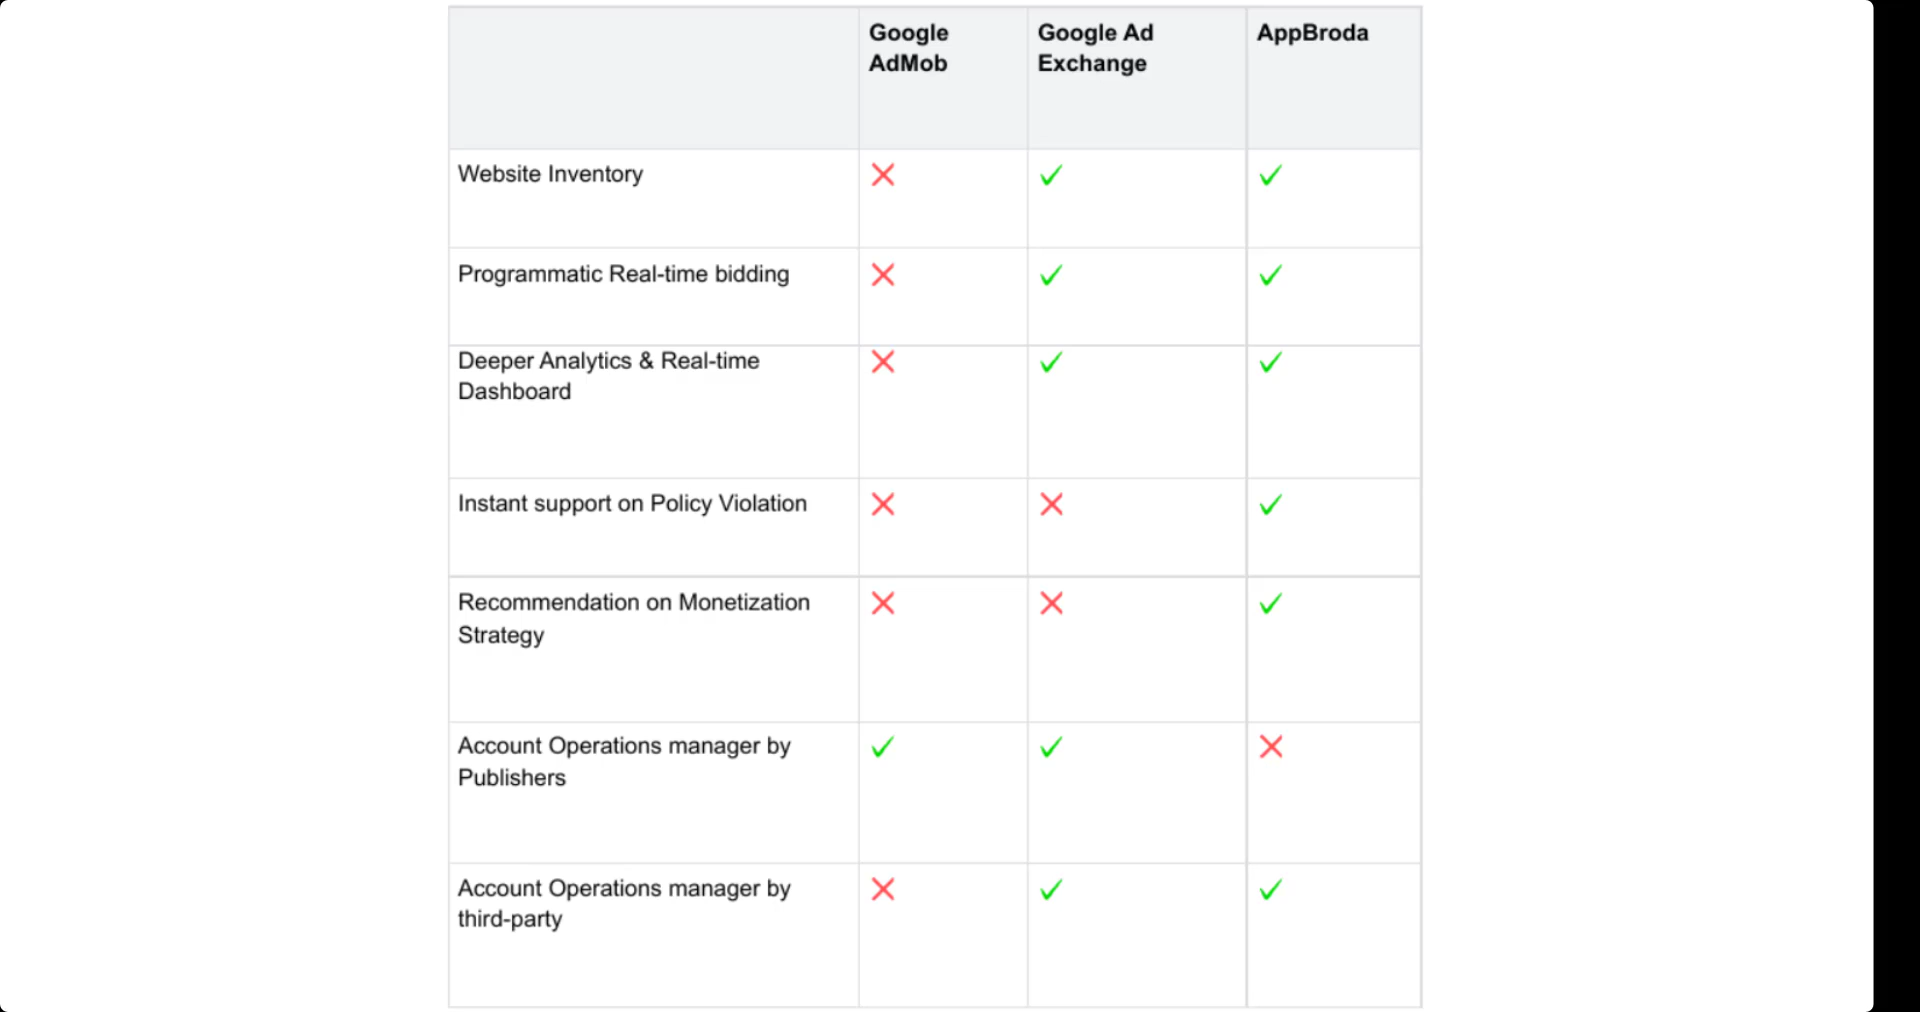 Google
AdMob
Google Ad
Exchange
AppBroda
Website Inventory
Programmatic Real-time bidding
Deeper Analytics & Real-time
Dashboard
Instant support on Policy Violation
Recommendation on Monetization
Strategy
Account Operations manager by
Publishers
Account Operations manager by
third-party